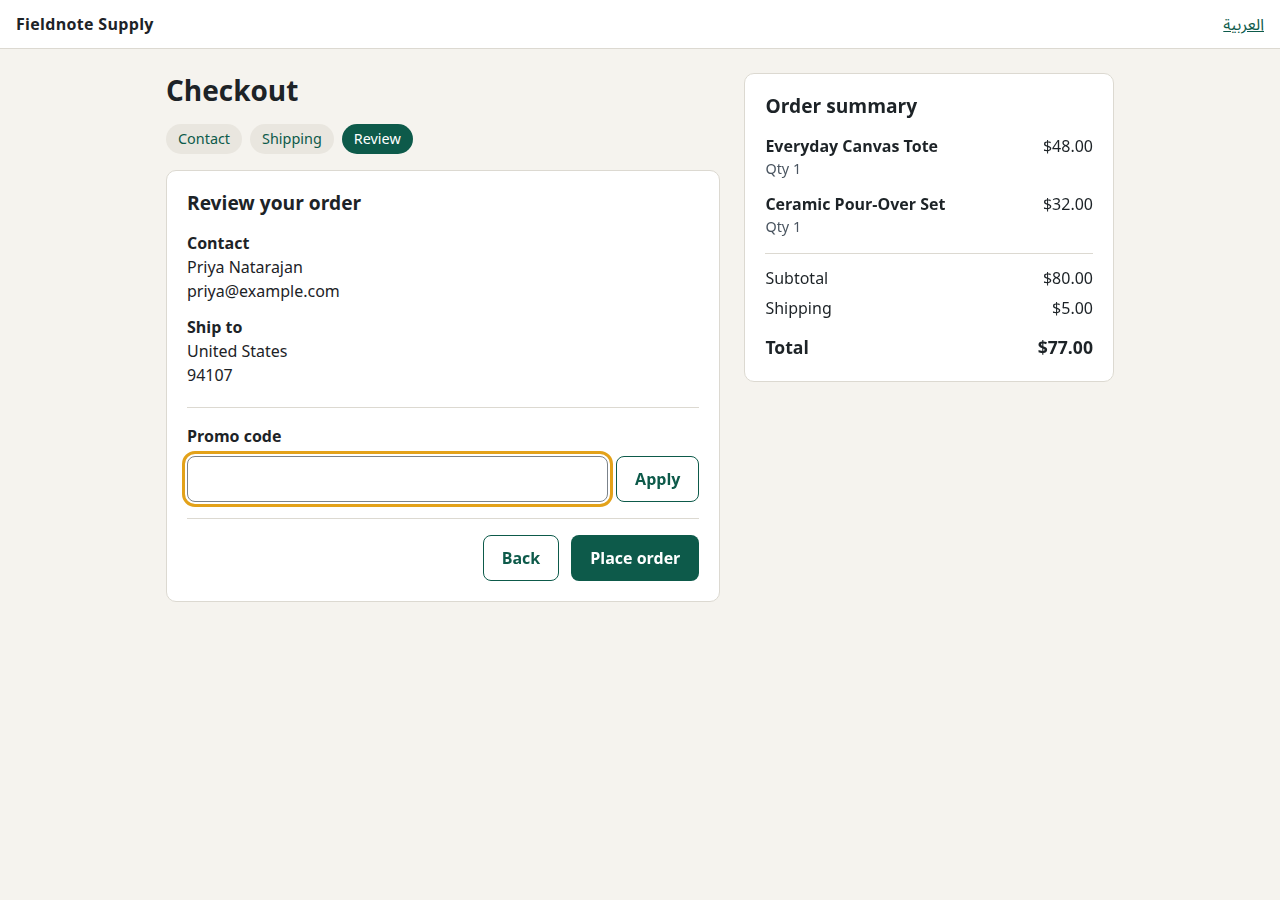 Fieldnote Supply
العربية
Checkout
Contact
Shipping
Review
Review your order
Contact
Priya Natarajan
priya@example.com
Ship to
United States
94107
Promo code
Apply
Back
Place order
Order summary
Everyday Canvas Tote $48.00
Qty 1
Ceramic Pour-Over Set $32.00
Qty 1
Subtotal $80.00
Shipping $5.00
Total $77.00